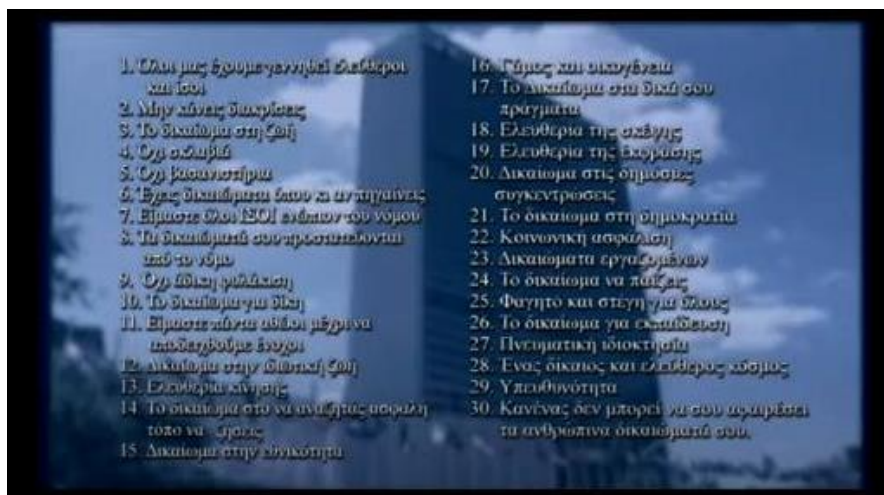 1. Όλοι μας έχουμε γεννηθεί ελεύθεροι
και ίσοι
2. Μην κάνεις διακρίσεις
3. Το δικαίωμα στη ζωή
4. Όχι σκλαβιά
5. Όχι βασανιστήρια
6. Έχεις δικαιώματα όπου κι αν πηγαίνεις
7. Είμαστε όλοι ΙΣΟΙ ενώπιον του νόμου
8. Τα δικαιώματά σου προστατεύονται
από το νόμο
9. Όχι άδικη φυλάκιση
10. Το δικαίωμα για δίκη
11. Είμαστε πάντα αθώοι μέχρι να
αποδειχθούμε ένοχοι
12. Δικαίωμα στην ιδιωτική ζωή
13. Ελευθερία κίνησης
14. Το δικαίωμα στο να αναζητάς ασφαλή
τόπο να ζήσεις
15. Δικαίωμα στην εθνικότητα
16. Γάμος και οικογένεια
17. Το Δικαίωμα στα δικά σου
πράγματα
18. Ελευθερία της σκέψης
19. Ελευθερία της έκφρασης
20. Δικαίωμα στις δημόσιες
συγκεντρώσεις
21. Το δικαίωμα στη δημοκρατία
22. Κοινωνική ασφάλιση
23. Δικαιώματα εργαζομένων
24. Το δικαίωμα να παίζεις
25. Φαγητό και στέγη για όλους
26. Το δικαίωμα για εκπαίδευση
27. Πνευματική ιδιοκτησία
28. Ένας δίκαιος και ελεύθερος κόσμος
29. Υπευθυνότητα
30. Κανένας δεν μπορεί να σου αφαιρέσει
τα ανθρώπινα δικαιώματά σου.